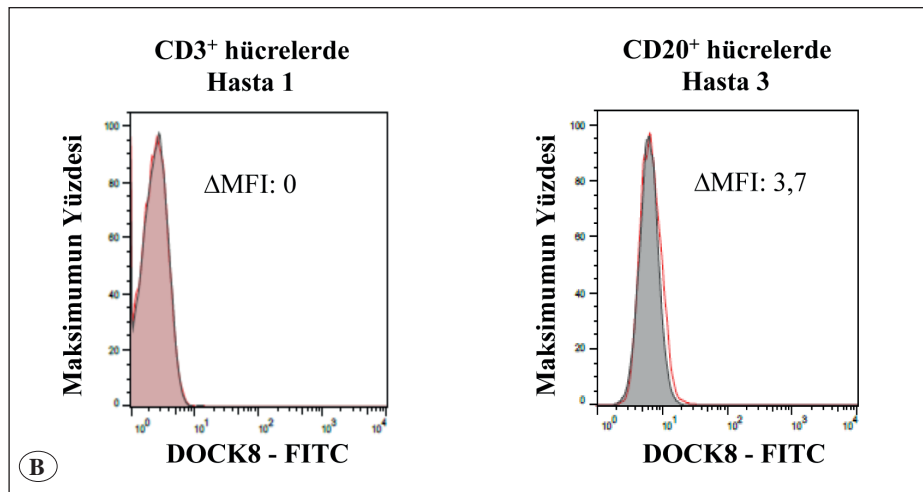 CD3⁺ hücrelerde
Hasta 1
Maksimumun Yüzdesi
100
80
60
40
20
0
ΔMFI: 0
10⁰ 10¹ 10² 10³ 10⁴
DOCK8 - FITC
CD20⁺ hücrelerde
Hasta 3
Maksimumun Yüzdesi
100
80
60
40
20
0
ΔMFI: 3,7
10⁰ 10¹ 10² 10³ 10⁴
DOCK8 - FITC
B